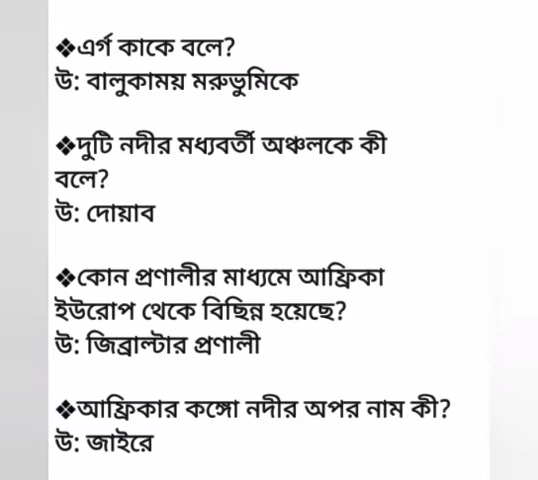 ❖এর্গ কাকে বলে?
উ: বালুকাময় মরুভুমিকে
❖দুটি নদীর মধ্যবর্তী অঞ্চলকে কী
বলে?
উ: দোয়াব
❖কোন প্রণালীর মাধ্যমে আফ্রিকা
ইউরোপ থেকে বিছিন্ন হয়েছে?
উ: জিব্রাল্টার প্রণালী
❖আফ্রিকার কঙ্গো নদীর অপর নাম কী?
উ: জাইরে